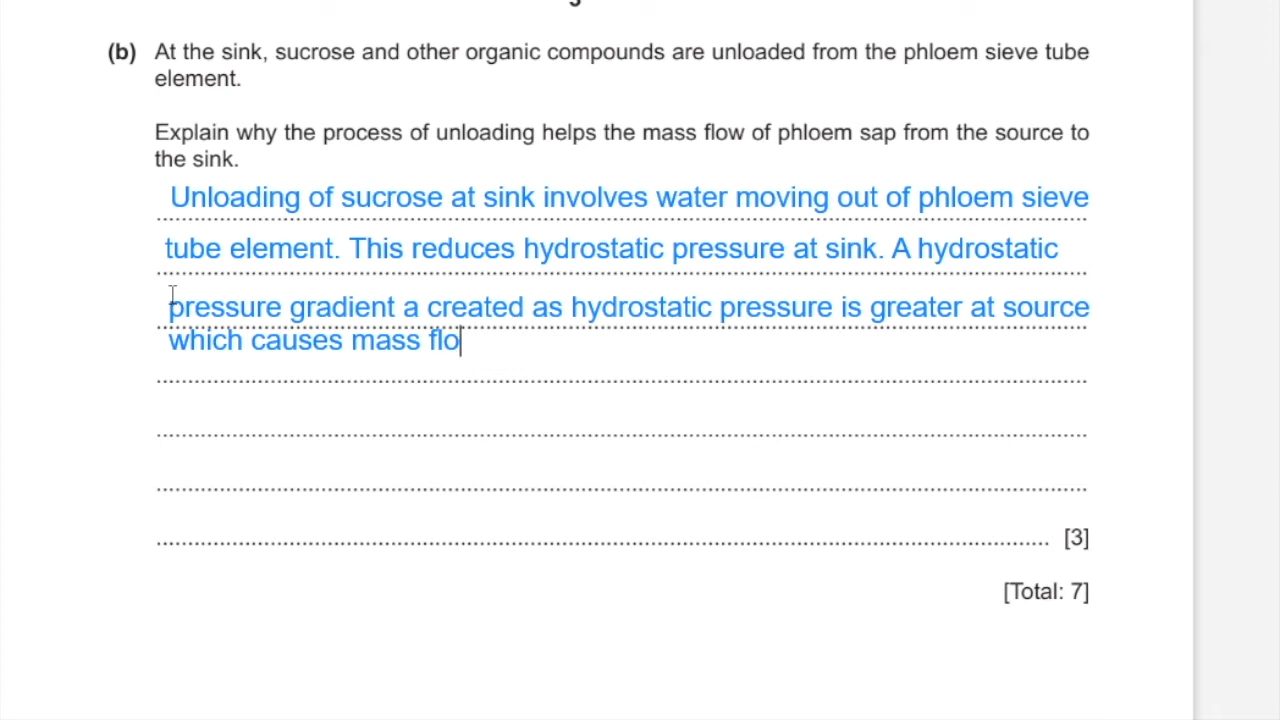 (b) At the sink, sucrose and other organic compounds are unloaded from the phloem sieve tube
element.
Explain why the process of unloading helps the mass flow of phloem sap from the source to
the sink.
Unloading of sucrose at sink involves water moving out of phloem sieve
tube element. This reduces hydrostatic pressure at sink. A hydrostatic
pressure gradient a created as hydrostatic pressure is greater at source
which causes mass flo
[3]
[Total: 7]